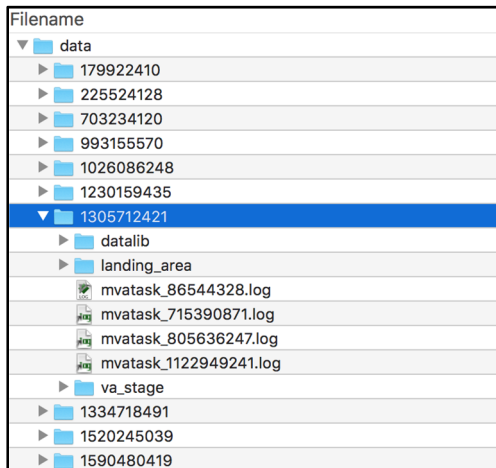 Filename
data
179922410
225524128
703234120
993155570
1026086248
1230159435
1305712421
datalib
landing_area
mvatask_86544328.log
mvatask_715390871.log
mvatask_805636247.log
mvatask_1122949241.log
va_stage
1334718491
1520245039
1590480419